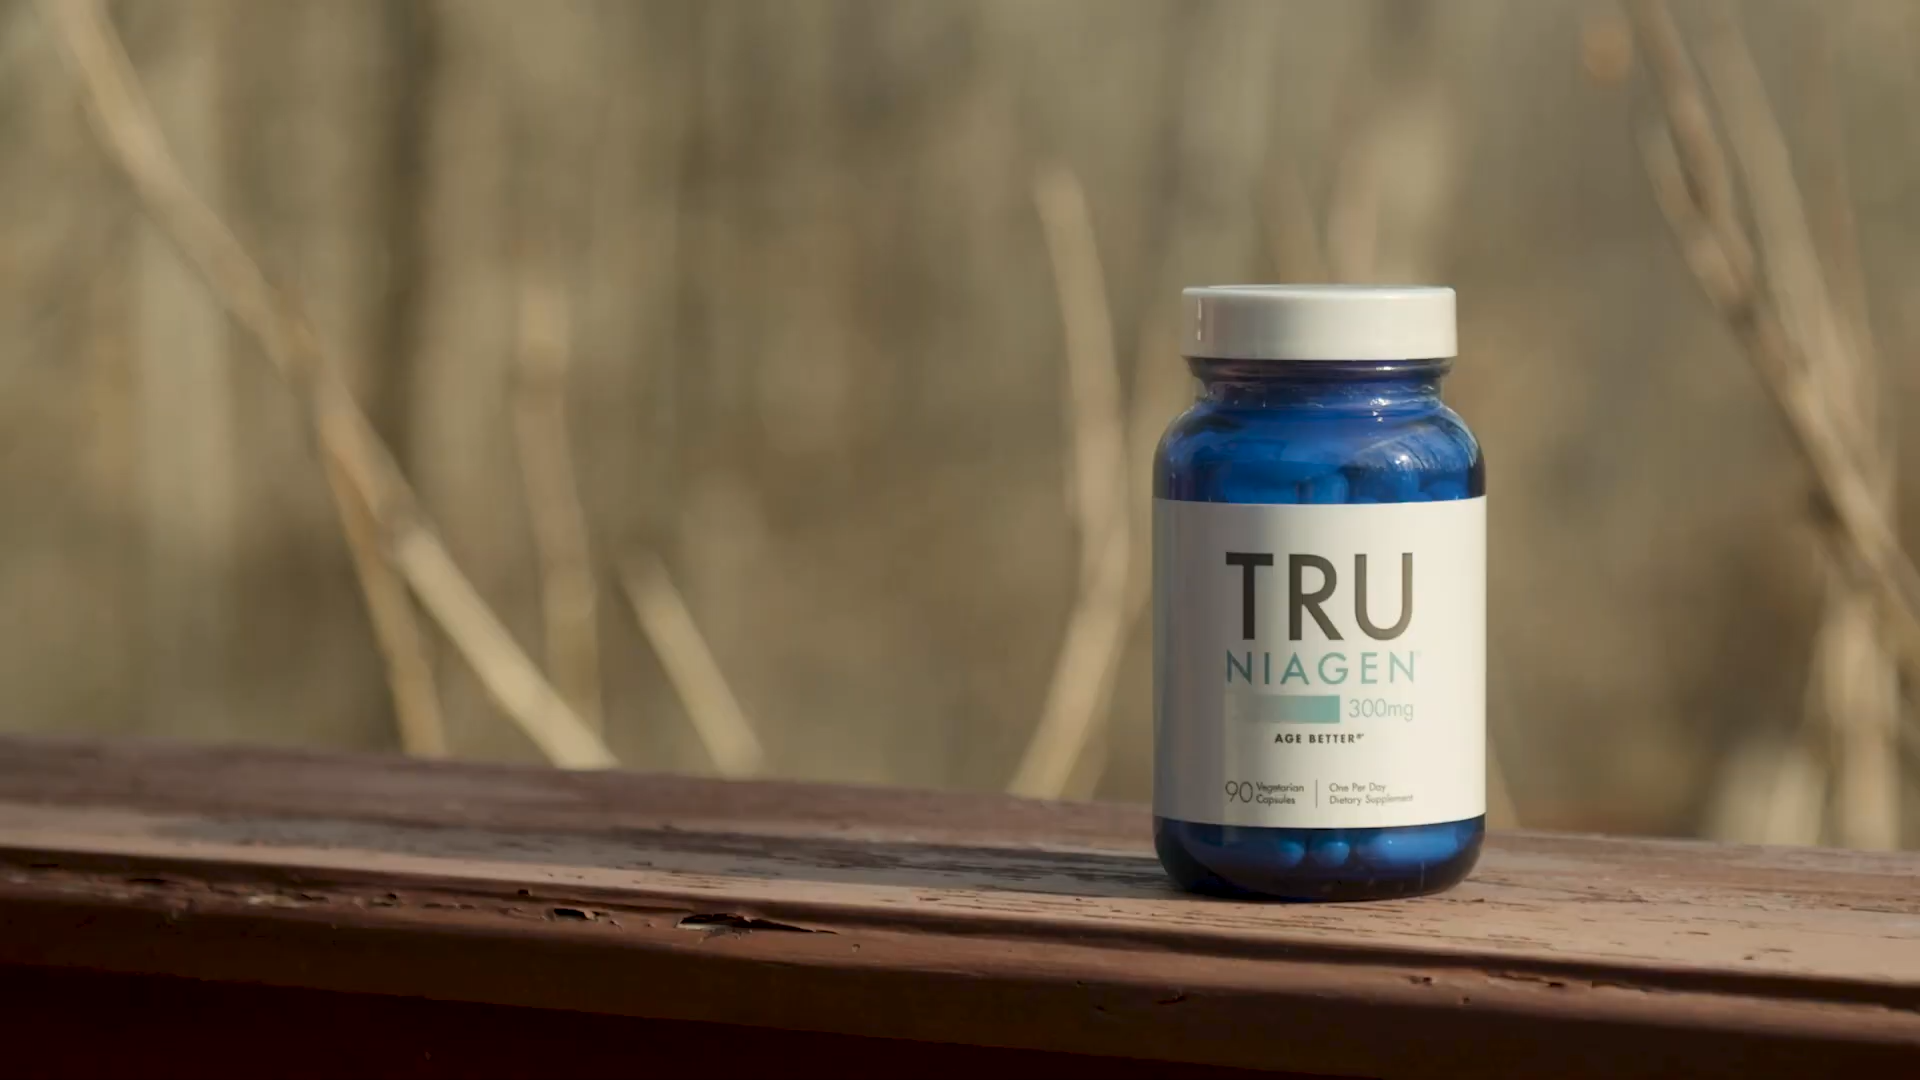 TRU
NIAGEN®
300mg
AGE BETTER®*
90 Vegetarian Capsules | One Per Day Dietary Supplement